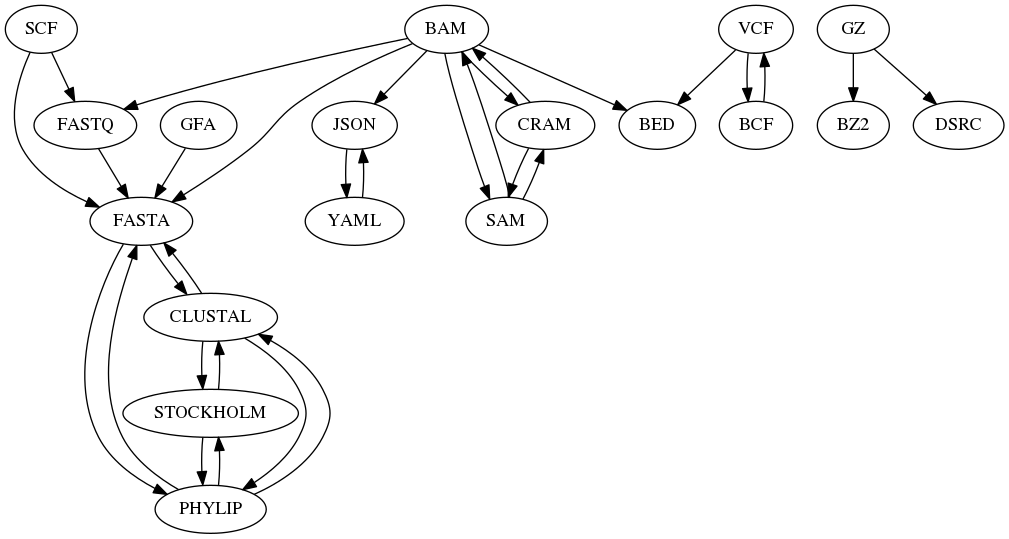 SCF
BAM
VCF
GZ
FASTQ
GFA
JSON
CRAM
BED
BCF
BZ2
DSRC
FASTA
YAML
SAM
CLUSTAL
STOCKHOLM
PHYLIP